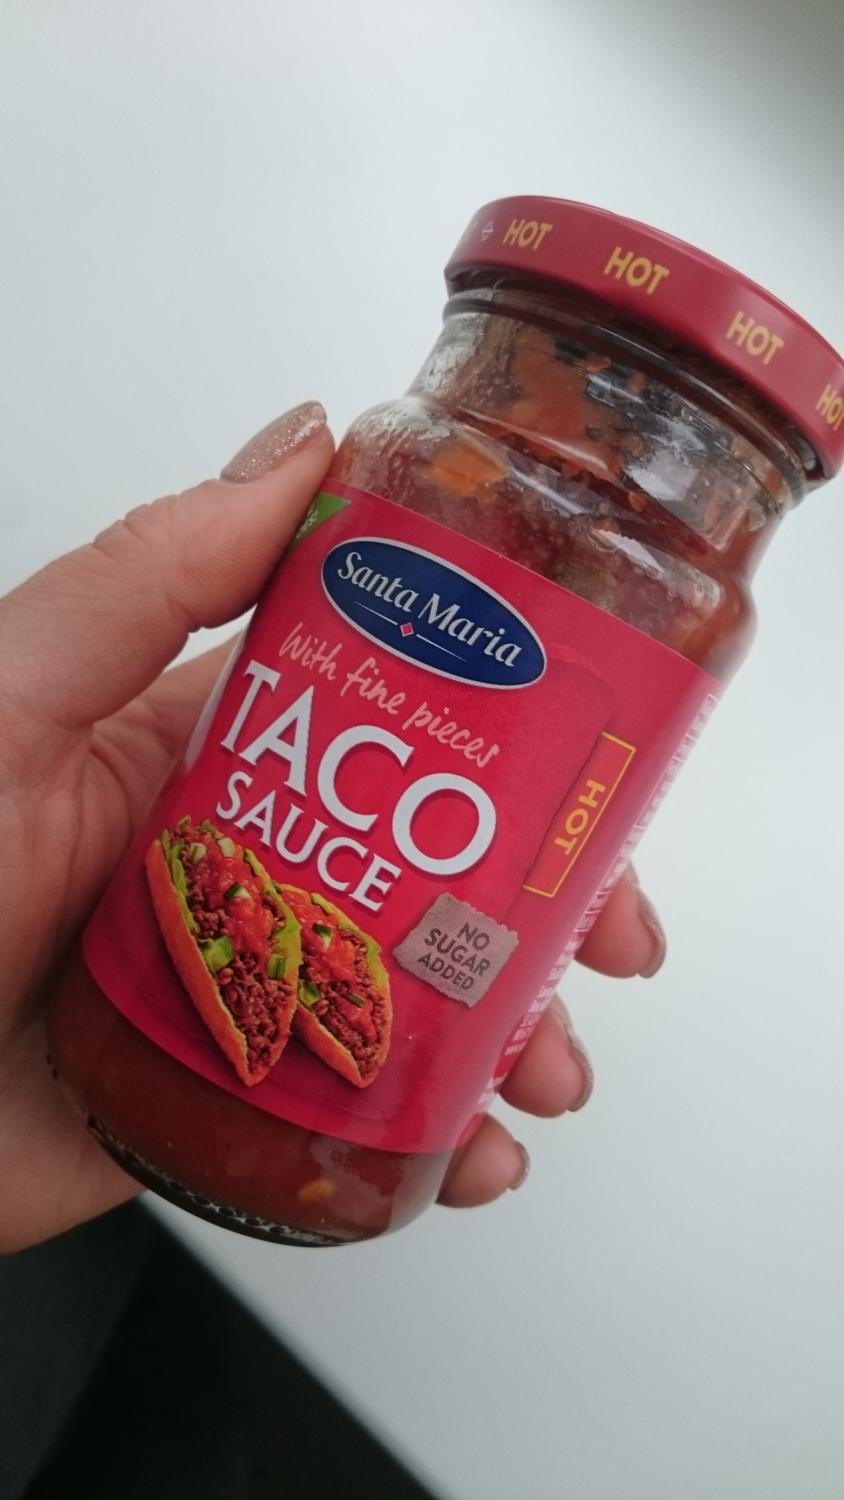 HOT
HOT
HOT
HOT
Santa Maria
With fine pieces
TACO
SAUCE
HOT
NO
SUGAR
ADDED